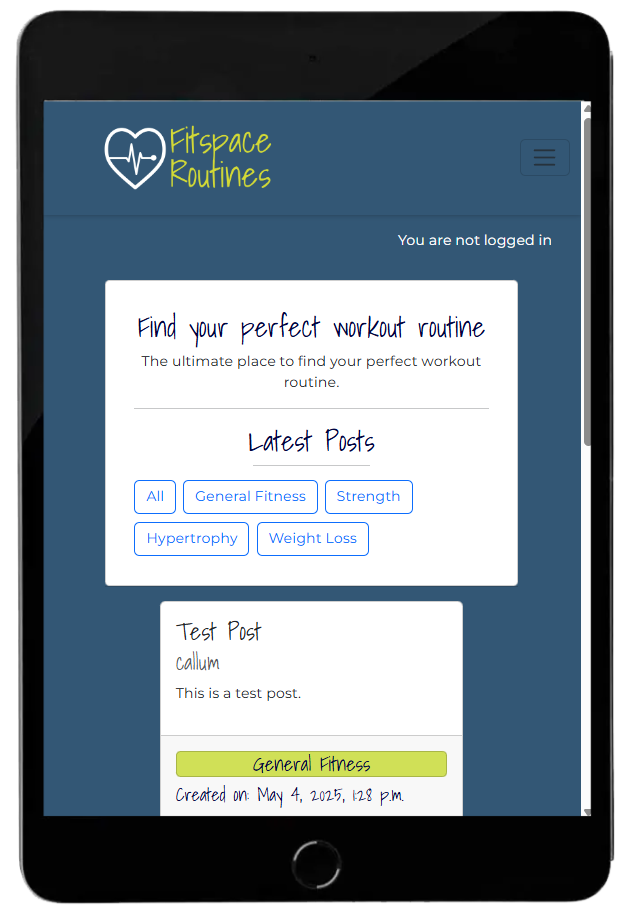 Fitspace
Routines
You are not logged in
Find your perfect workout routine
The ultimate place to find your perfect workout
routine.
Latest Posts
All
General Fitness
Strength
Hypertrophy
Weight Loss
Test Post
callum
This is a test post.
General Fitness
Created on: May 4, 2025, 1:28 p.m.